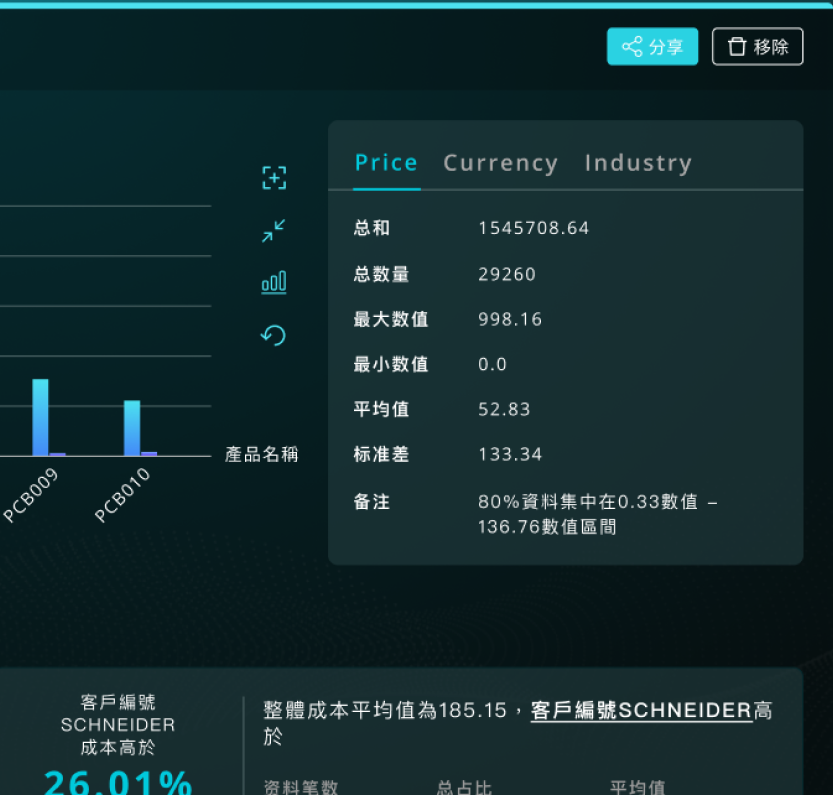 分享
移除
Price
Currency
Industry
总和 1545708.64
总数量 29260
最大数值 998.16
最小数值 0.0
平均值 52.83
标准差 133.34
备注 80%資料集中在0.33數值 –
136.76數值區間
產品名稱
PCB009
PCB010
客戶編號
SCHNEIDER
成本高於
26.01%
整體成本平均值為185.15，客戶編號SCHNEIDER高
於
资料笔数 总占比 平均值